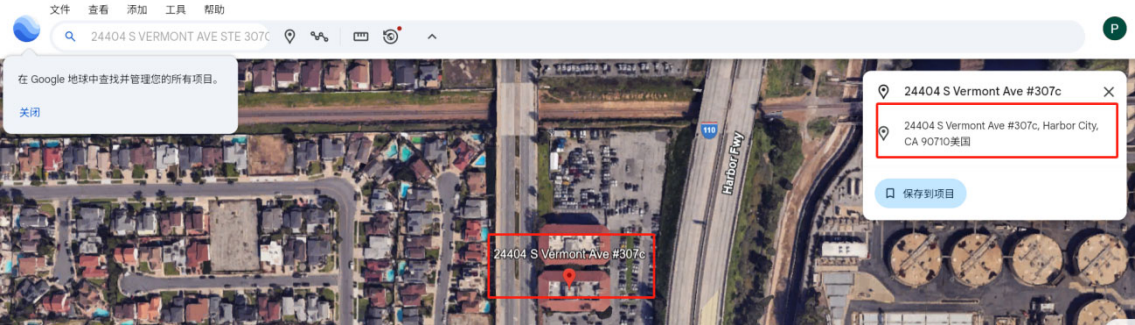 文件 查看 添加 工具 帮助
24404 S VERMONT AVE STE 307C
P
在 Google 地球中查找并管理您的所有项目。
关闭
24404 S Vermont Ave #307c
24404 S Vermont Ave #307c, Harbor City,
CA 90710美国
保存到项目
110
Harbor Fwy
24404 S Vermont Ave #307c